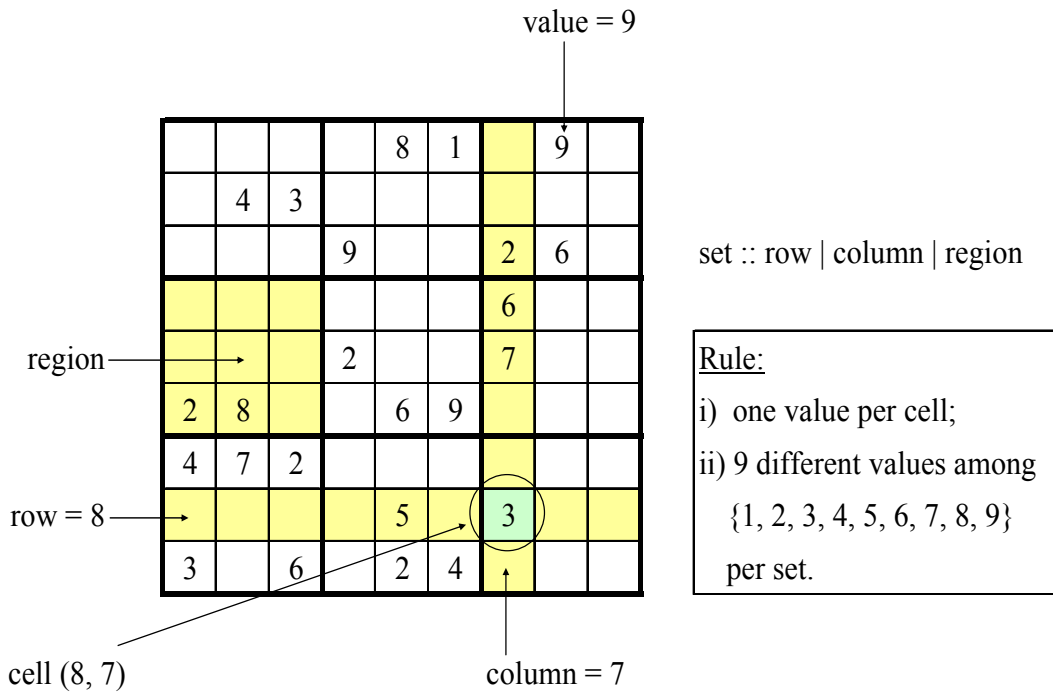 value = 9
8 1 9
4 3
9 2 6
set :: row | column | region
6
region
2 7
Rule:
2 8 6 9
i) one value per cell;
4 7 2
ii) 9 different values among
row = 8
5 3
{1, 2, 3, 4, 5, 6, 7, 8, 9}
3 6 2 4
per set.
cell (8, 7)
column = 7